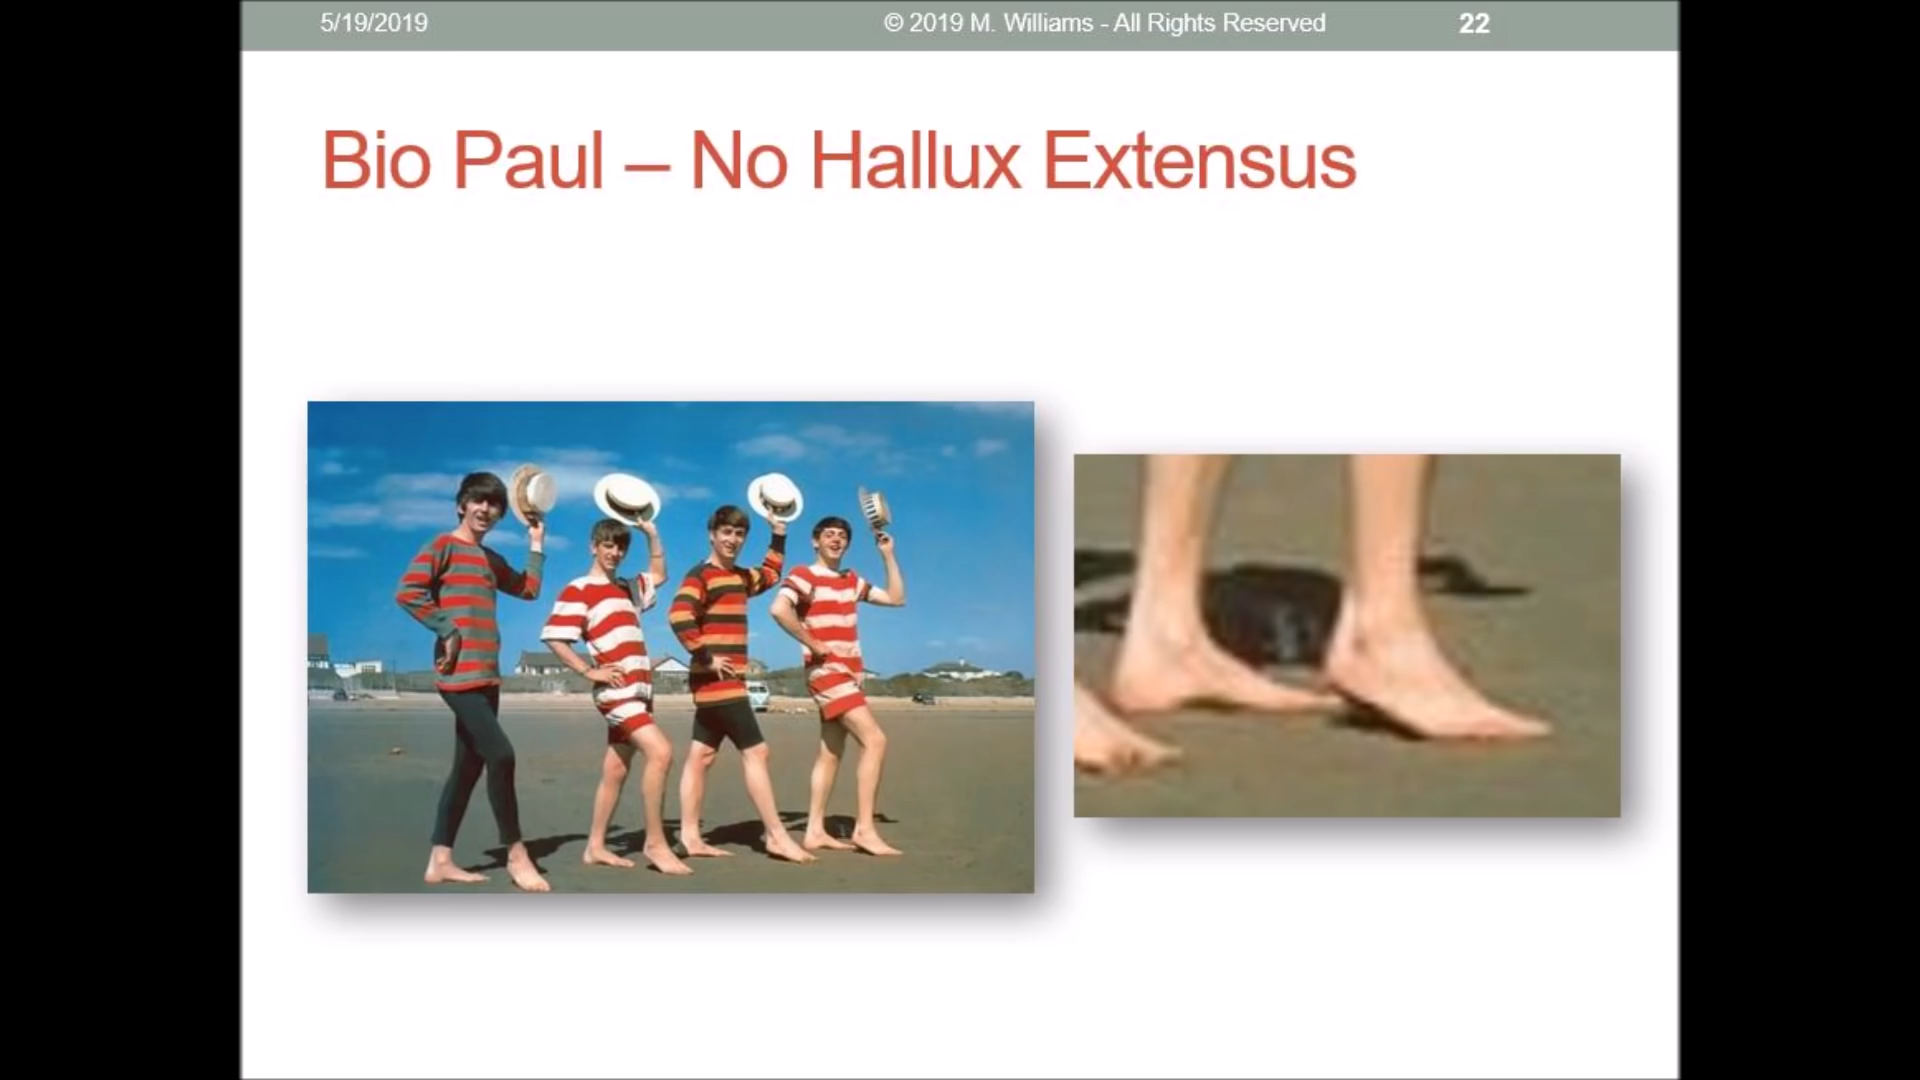 5/19/2019 © 2019 M. Williams - All Rights Reserved 22
Bio Paul – No Hallux Extensus